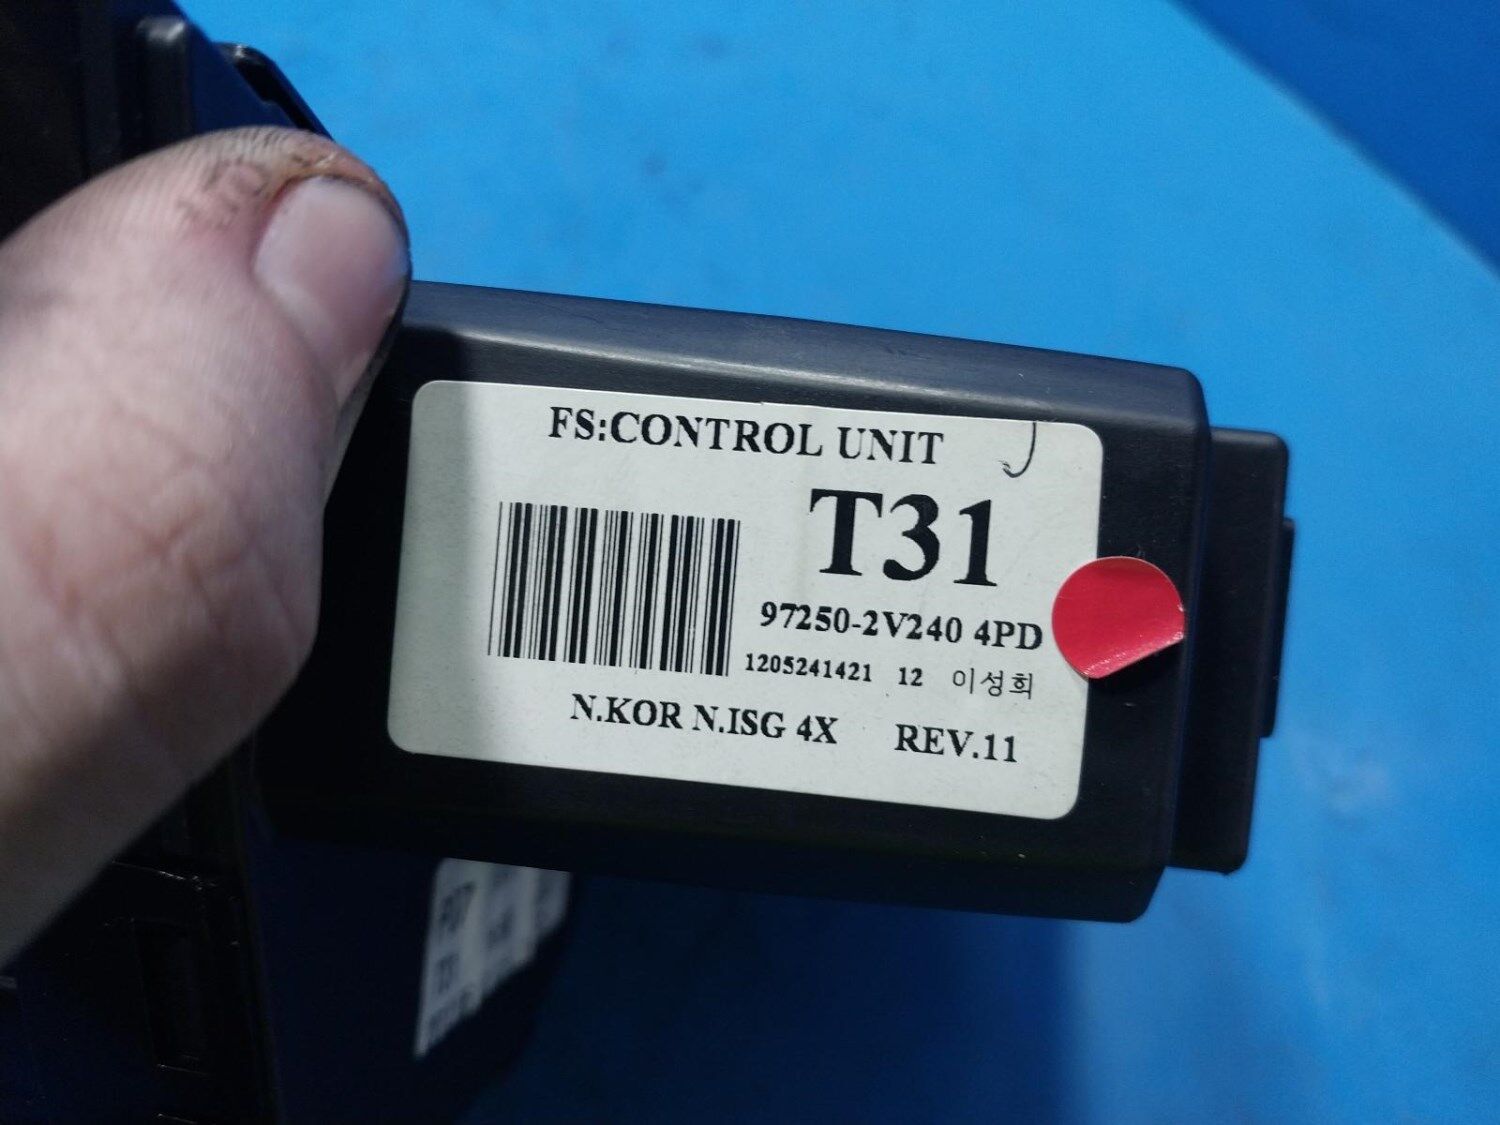 FS:CONTROL UNIT
T31
97250-2V240 4PD
1205241421 12 이성희
N.KOR N.ISG 4X REV.11